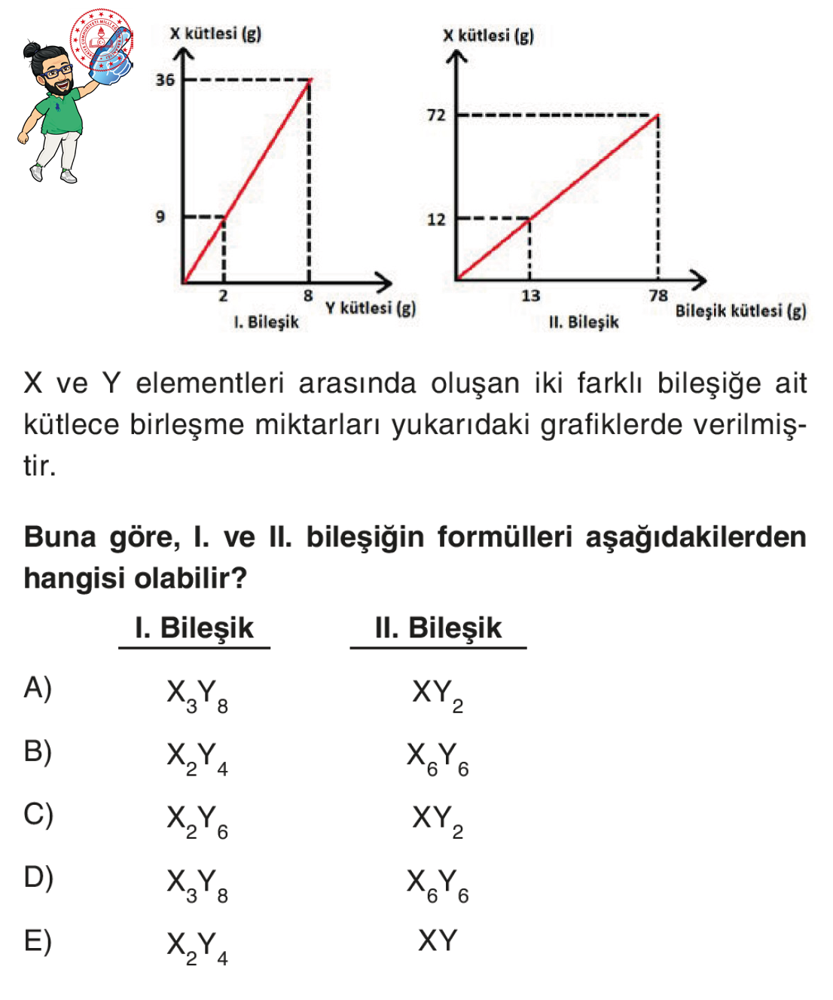 X kütlesi (g)
36
9
2
8
Y kütlesi (g)
I. Bileşik
X kütlesi (g)
72
12
13
78
Bileşik kütlesi (g)
II. Bileşik
X ve Y elementleri arasında oluşan iki farklı bileşiğe ait
kütlece birleşme miktarları yukarıdaki grafiklerde verilmiş-
tir.
Buna göre, I. ve II. bileşiğin formülleri aşağıdakilerden
hangisi olabilir?
I. Bileşik II. Bileşik
A) X₃Y₈ XY₂
B) X₂Y₄ X₆Y₆
C) X₂Y₆ XY₂
D) X₃Y₈ X₆Y₆
E) X₂Y₄ XY